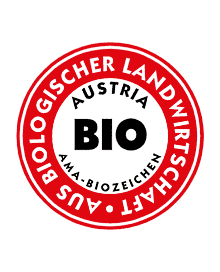 AUS BIOLOGISCHER LANDWIRTSCHAFT •
AUSTRIA
BIO
AMA-BIOZEICHEN